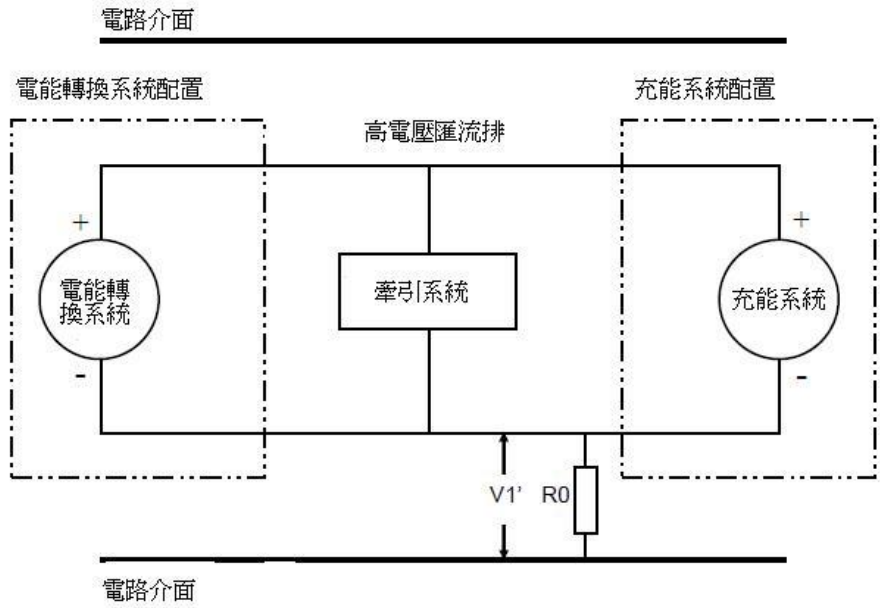 電路介面
電能轉換系統配置
充能系統配置
高電壓匯流排
+
+
電能轉
換系統
牽引系統
充能系統
-
-
V1’ R0
電路介面